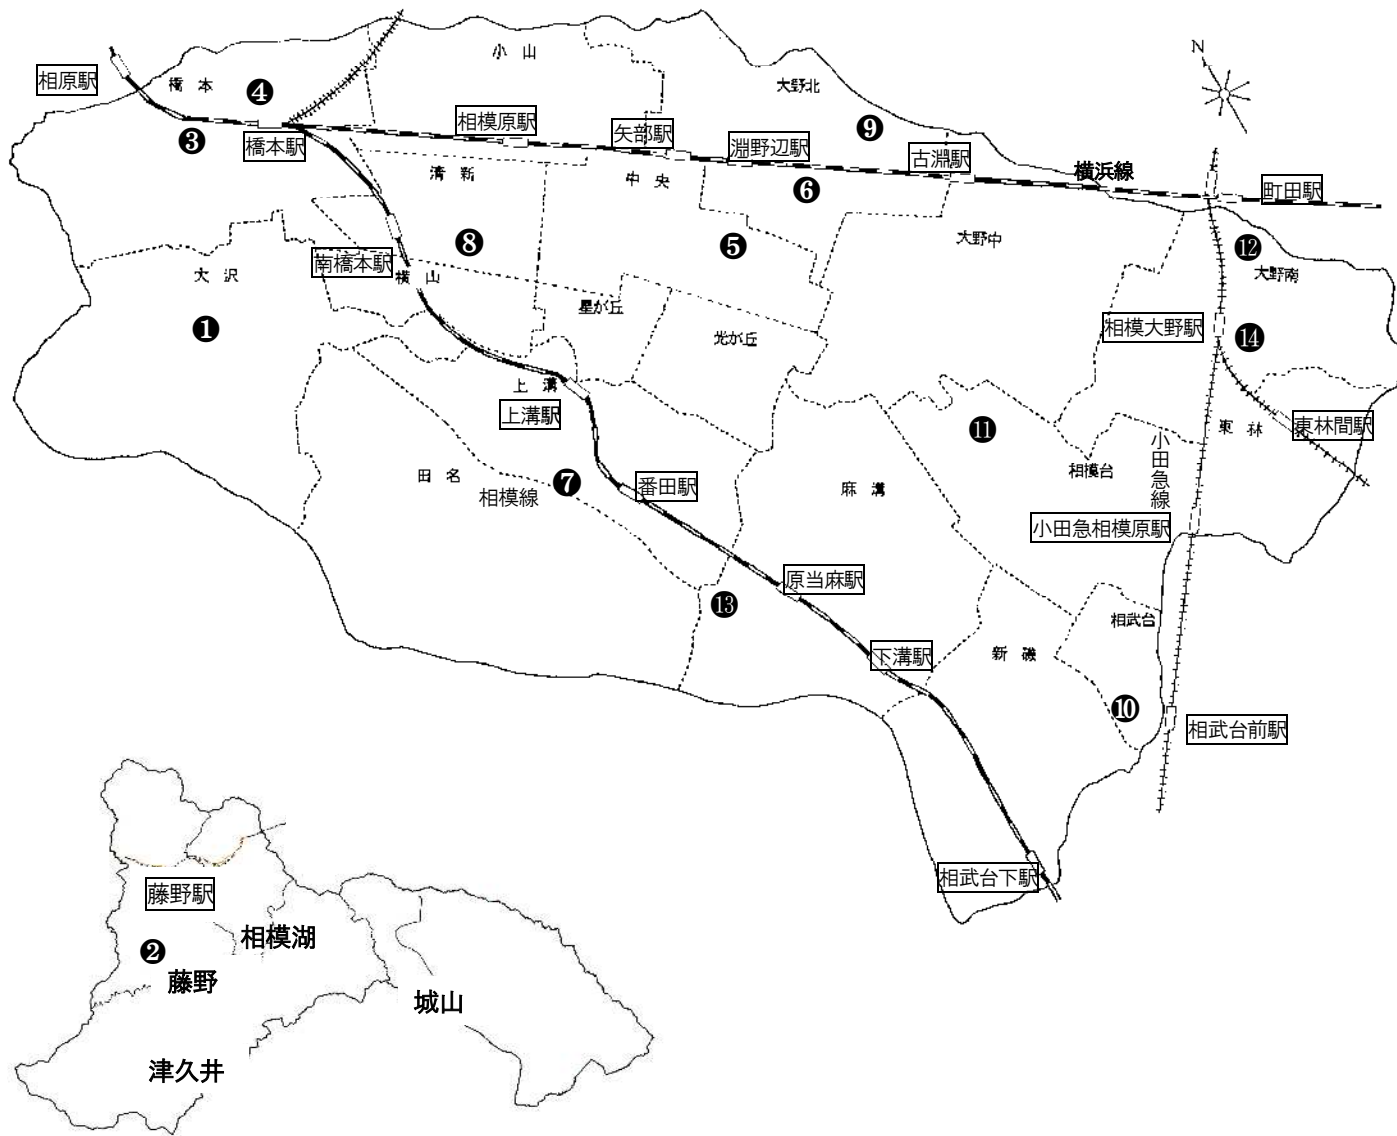 小 山
N
相原駅
橋 本
❹
大野北
❸
橋本駅
相模原駅
矢部駅
淵野辺駅
❾
古淵駅
横浜線
町田駅
清 新
中 央
❻
大 沢
南橋本駅
横 山
❽
❺
大野中
⓬
大野南
❶
星が丘
光が丘
相模大野駅
⓮
上 溝
上溝駅
⓫
東 林
東林間駅
田 名
相模線
❼
番田駅
麻 溝
相模台
小田急線
小田急相模原駅
原当麻駅
⓭
相武台
下溝駅
新 磯
❿
相武台前駅
相武台下駅
藤野駅
❷
相模湖
藤野
城山
津久井